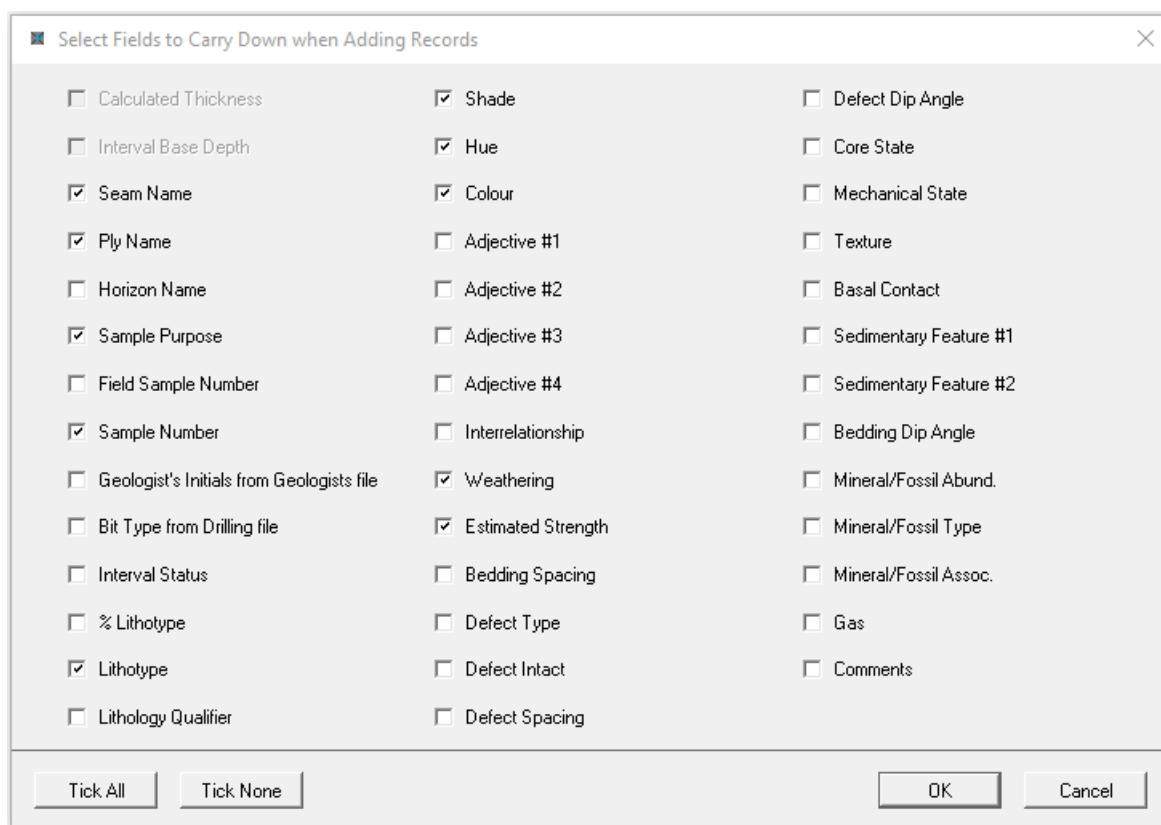 Select Fields to Carry Down when Adding Records
Calculated Thickness
Interval Base Depth
Seam Name
Ply Name
Horizon Name
Sample Purpose
Field Sample Number
Sample Number
Geologist's Initials from Geologists file
Bit Type from Drilling file
Interval Status
% Lithotype
Lithotype
Lithology Qualifier
Shade
Hue
Colour
Adjective #1
Adjective #2
Adjective #3
Adjective #4
Interrelationship
Weathering
Estimated Strength
Bedding Spacing
Defect Type
Defect Intact
Defect Spacing
Defect Dip Angle
Core State
Mechanical State
Texture
Basal Contact
Sedimentary Feature #1
Sedimentary Feature #2
Bedding Dip Angle
Mineral/Fossil Abund.
Mineral/Fossil Type
Mineral/Fossil Assoc.
Gas
Comments
Tick All
Tick None
OK
Cancel